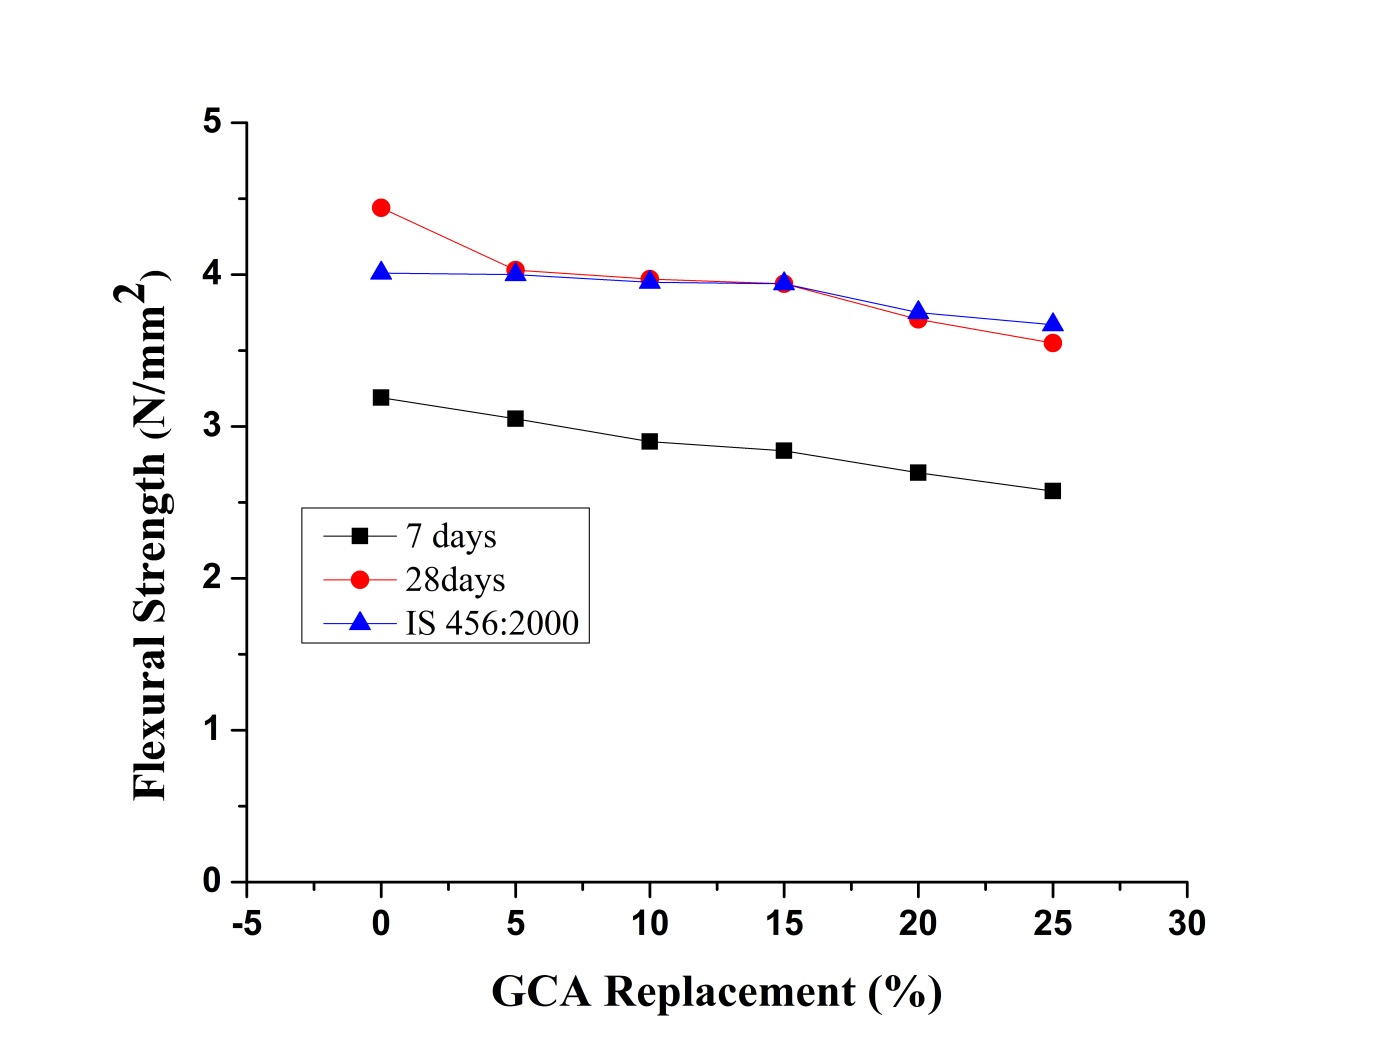 5
4
3
2
1
0
-5 0 5 10 15 20 25 30
Flexural Strength (N/mm2)
7 days
28days
IS 456:2000
GCA Replacement (%)